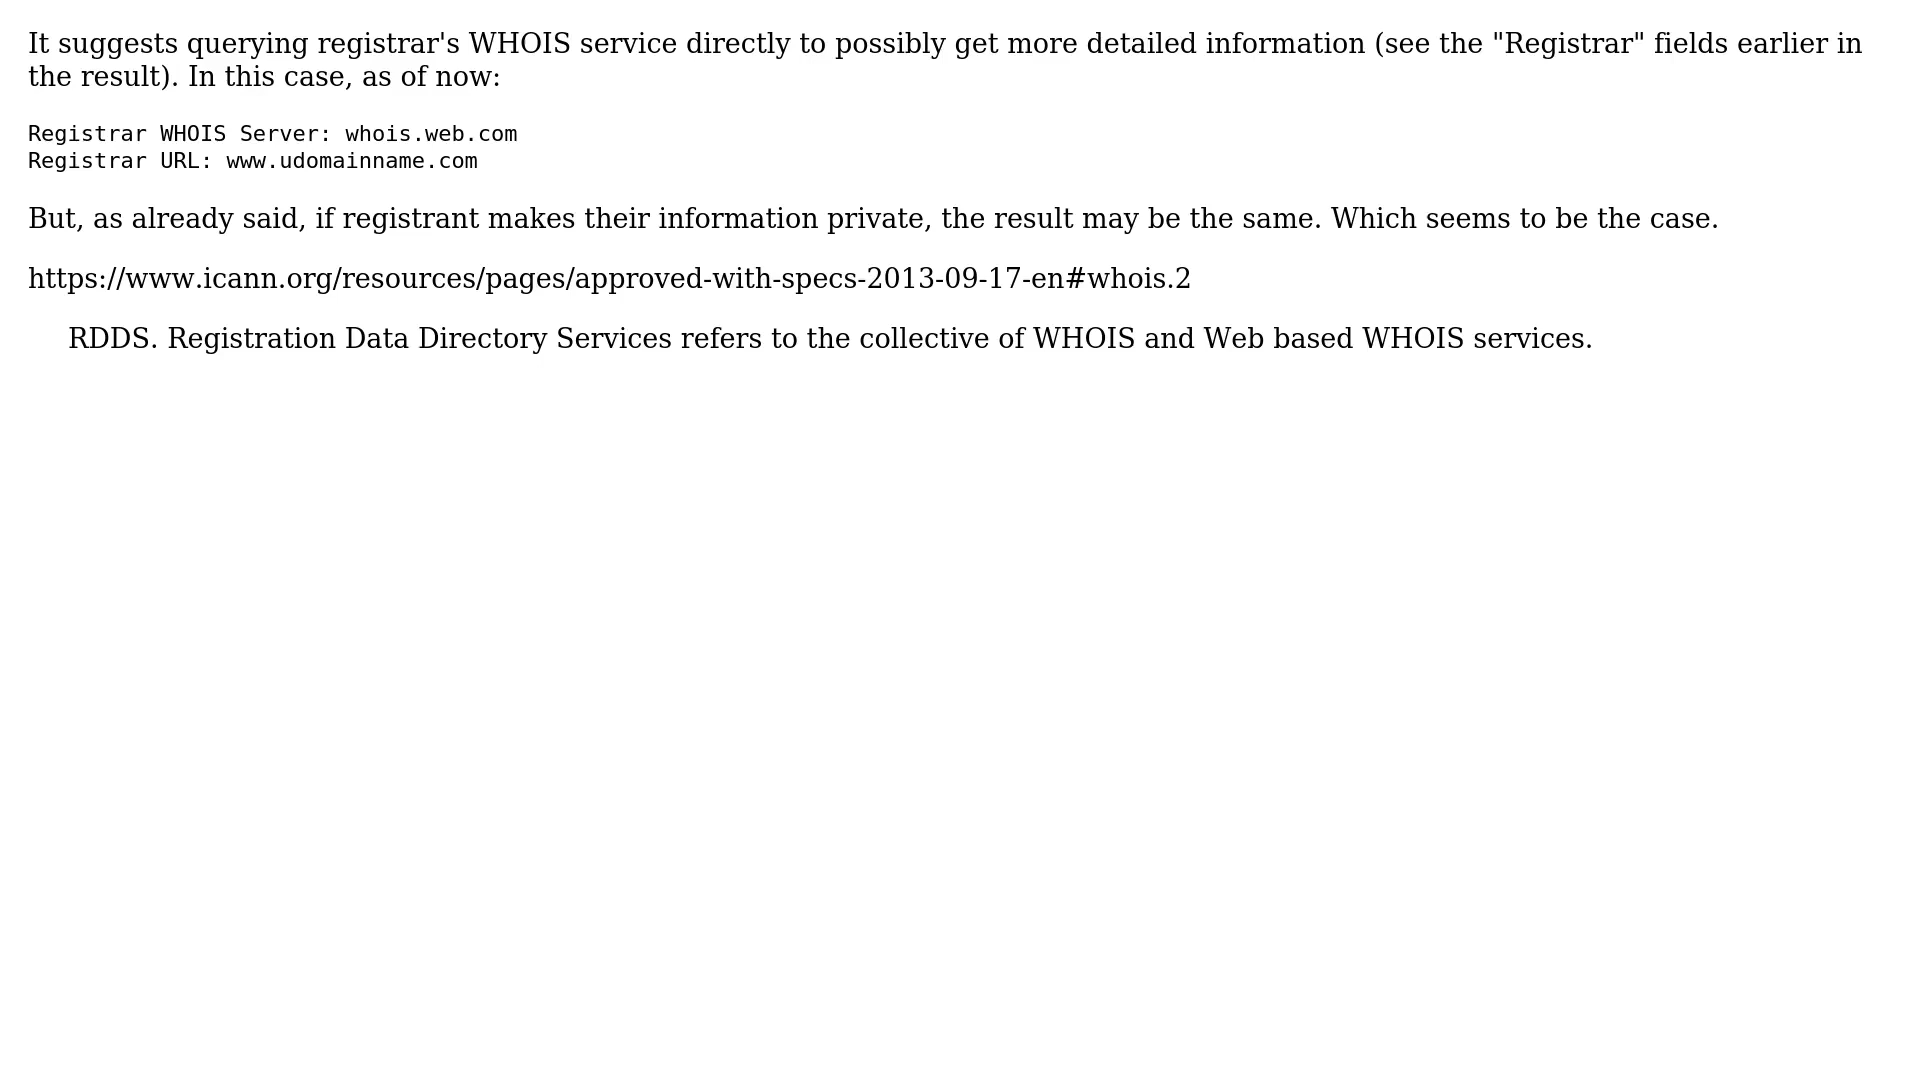 It suggests querying registrar's WHOIS service directly to possibly get more detailed information (see the "Registrar" fields earlier in
the result). In this case, as of now:
Registrar WHOIS Server: whois.web.com
Registrar URL: www.udomainname.com
But, as already said, if registrant makes their information private, the result may be the same. Which seems to be the case.
https://www.icann.org/resources/pages/approved-with-specs-2013-09-17-en#whois.2
RDDS. Registration Data Directory Services refers to the collective of WHOIS and Web based WHOIS services.